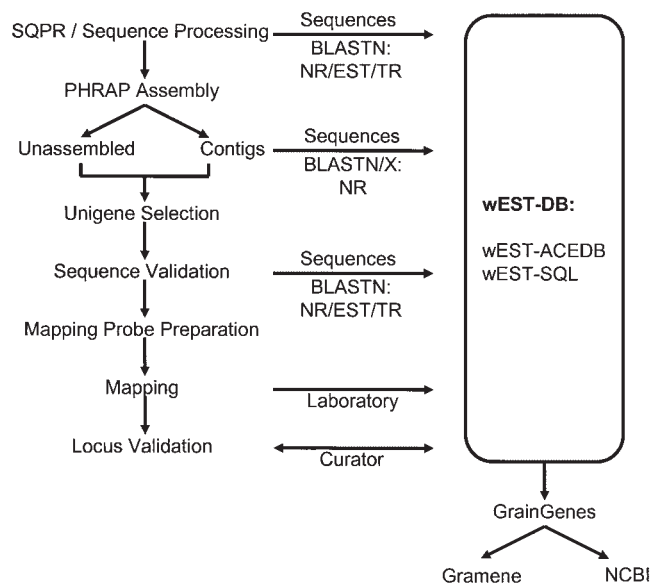 SQPR / Sequence Processing
Sequences
BLASTN:
NR/EST/TR
PHRAP Assembly
Unassembled
Contigs
Sequences
BLASTN/X:
NR
Unigene Selection
Sequence Validation
Sequences
BLASTN:
NR/EST/TR
Mapping Probe Preparation
Mapping
Laboratory
Locus Validation
Curator
wEST-DB:
wEST-ACEDB
wEST-SQL
GrainGenes
Gramene
NCBI